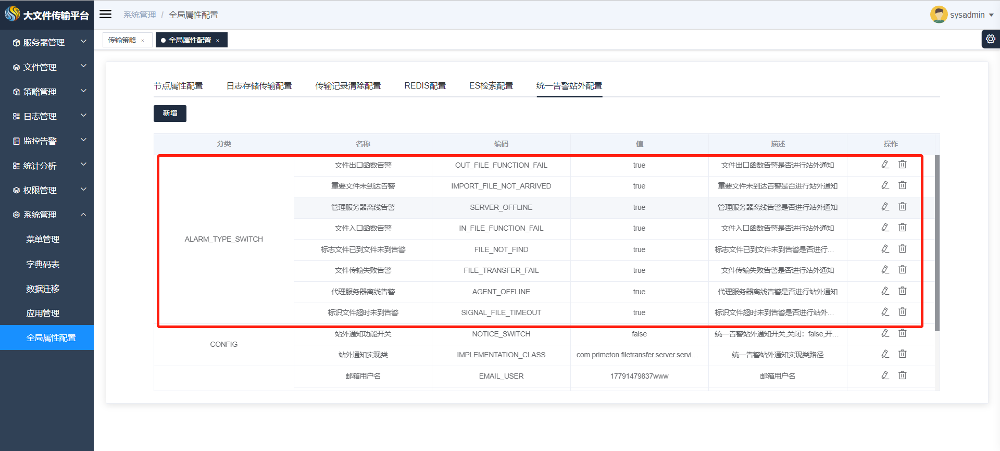 大文件传输平台
系统管理 / 全局属性配置
sysadmin
传输策略 ×
全局属性配置 ×
服务器管理
文件管理
策略管理
日志管理
监控告警
统计分析
权限管理
系统管理
菜单管理
字典码表
数据迁移
应用管理
全局属性配置
节点属性配置 日志存储传输配置 传输记录清除配置 REDIS配置 ES检索配置 统一告警站外配置
新增
分类 名称 编码 值 描述 操作
ALARM_TYPE_SWITCH
文件出口函数告警 OUT_FILE_FUNCTION_FAIL true 文件出口函数告警是否进行站外通知
重要文件未到达告警 IMPORT_FILE_NOT_ARRIVED true 重要文件未到达告警是否进行站外通知
管理服务器离线告警 SERVER_OFFLINE true 管理服务器离线告警是否进行站外通知
文件入口函数告警 IN_FILE_FUNCTION_FAIL true 文件入口函数告警是否进行站外通知
标志文件已到文件未到告警 FILE_NOT_FIND true 标志文件已到文件未到告警是否进行...
文件传输失败告警 FILE_TRANSFER_FAIL true 文件传输失败告警是否进行站外通知
代理服务器离线告警 AGENT_OFFLINE true 代理服务器离线告警是否进行站外通知
标识文件超时未到告警 SIGNAL_FILE_TIMEOUT true 标识文件超时未到告警是否进行站外...
CONFIG
站外通知功能开关 NOTICE_SWITCH false 统一告警站外通知开关,关闭：false,开...
站外通知实现类 IMPLEMENTATION_CLASS com.primeton.filetransfer.server.servi... 统一告警站外通知实现类路径
邮箱用户名 EMAIL_USER 17791479837www 邮箱用户名